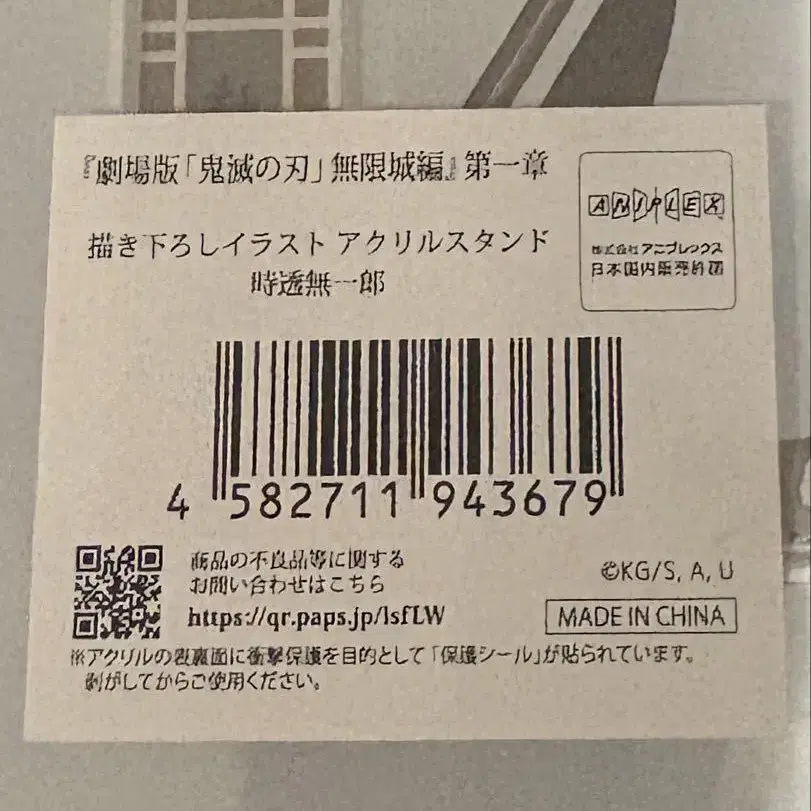 『劇場版「鬼滅の刃」無限城編』第一章
描き下ろしイラスト アクリルスタンド
時透無一郎
ANIPLEX
株式会社アニプレックス
日本国内販売許諾
4 582711 943679
商品の不良品等に関する
お問い合わせはこちら
https://qr.paps.jp/lsfLW
©KG/S, A, U
MADE IN CHINA
※アクリルの表裏面に衝撃保護を目的として「保護シール」が貼られています。
剥がしてからご使用ください。